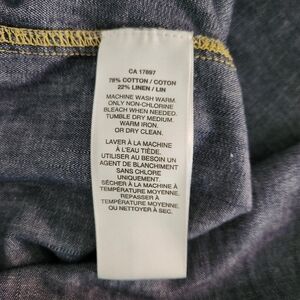 CA 17897
78% COTTON / COTON
22% LINEN / LIN
MACHINE WASH WARM.
ONLY NON-CHLORINE
BLEACH WHEN NEEDED.
TUMBLE DRY MEDIUM.
WARM IRON.
OR DRY CLEAN.
LAVER À LA MACHINE
À L'EAU TIÈDE.
UTILISER AU BESOIN UN
AGENT DE BLANCHIMENT
SANS CHLORE
UNIQUEMENT.
SÉCHER À LA MACHINE À
TEMPÉRATURE MOYENNE.
REPASSER À
TEMPÉRATURE MOYENNE.
OU NETTOYER À SEC.